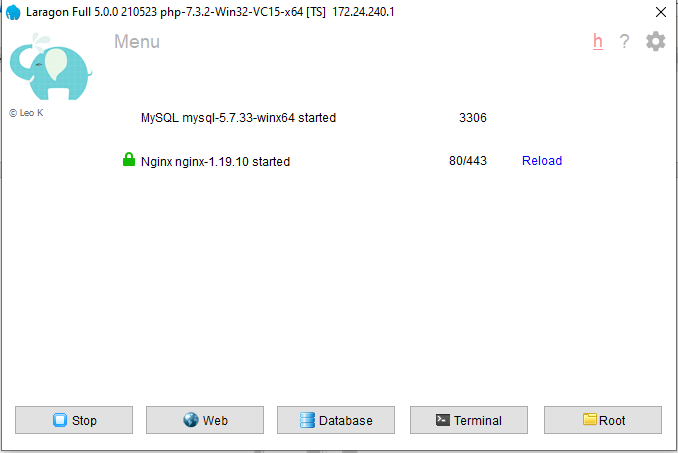 Laragon Full 5.0.0 210523 php-7.3.2-Win32-VC15-x64 [TS] 172.24.240.1
Menu
h ?
© Leo K
MySQL mysql-5.7.33-winx64 started 3306
Nginx nginx-1.19.10 started 80/443 Reload
Stop Web Database Terminal Root